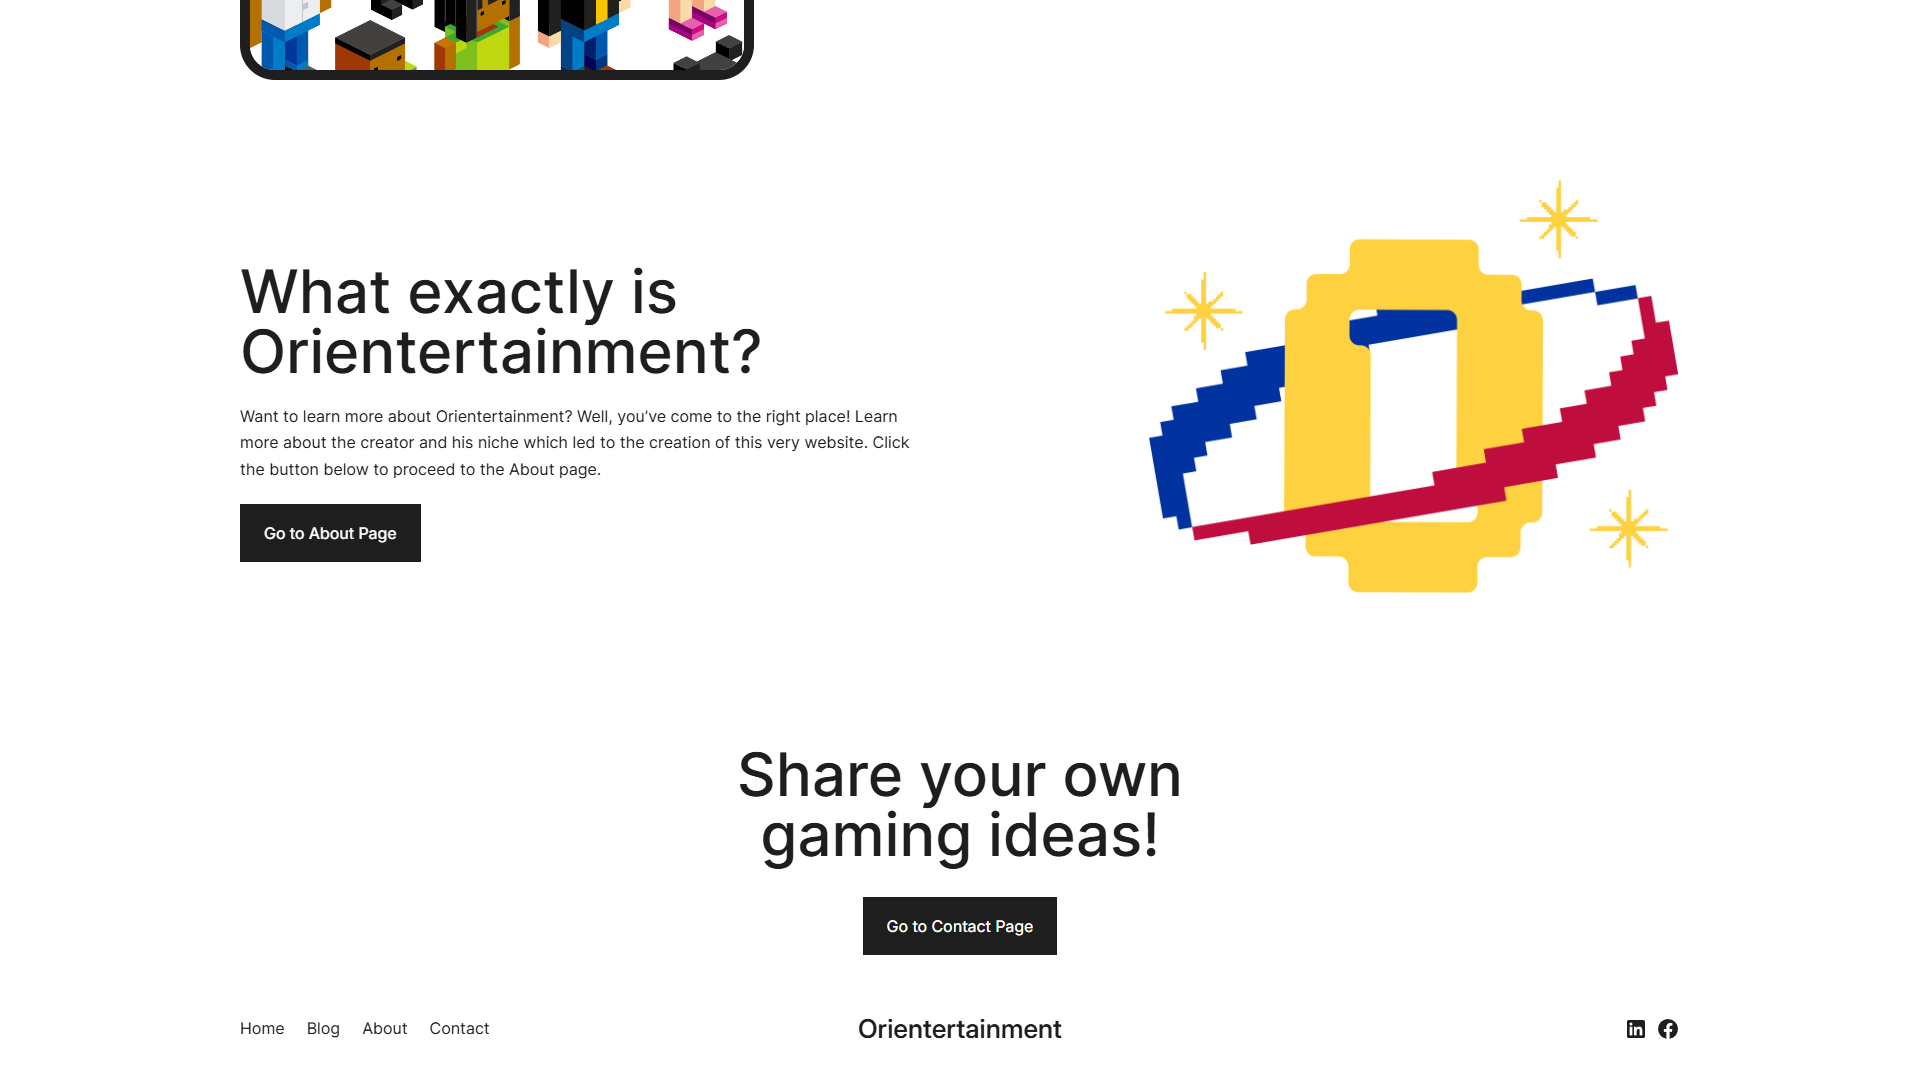 What exactly is
Orientertainment?
Want to learn more about Orientertainment? Well, you’ve come to the right place! Learn
more about the creator and his niche which led to the creation of this very website. Click
the button below to proceed to the About page.
Go to About Page
Share your own
gaming ideas!
Go to Contact Page
Home Blog About Contact
Orientertainment